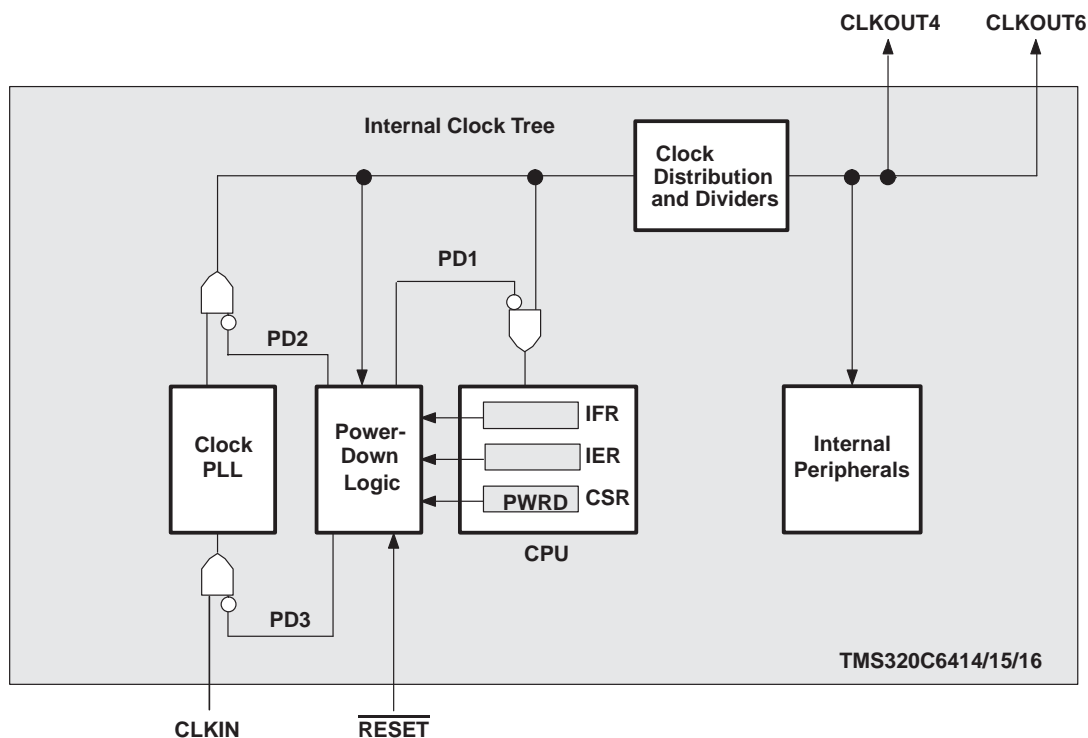 CLKOUT4
CLKOUT6
Internal Clock Tree
Clock
Distribution
and Dividers
PD1
PD2
Clock
PLL
Power-
Down
Logic
IFR
IER
PWRD
CSR
CPU
Internal
Peripherals
PD3
TMS320C6414/15/16
CLKIN
RESET